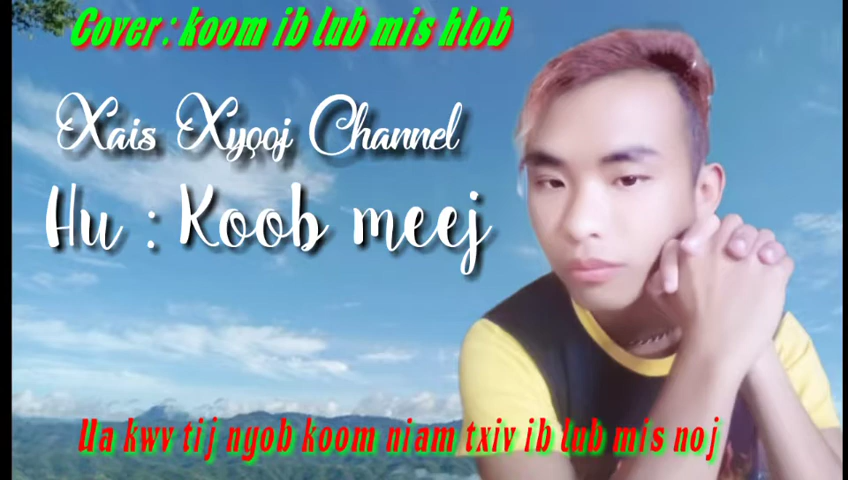 Cover : koom ib lub mis hlob
Xais Xyooj Channel
Hu : Koob meej
Ua kwv tij nyob koom niam txiv ib lub mis noj